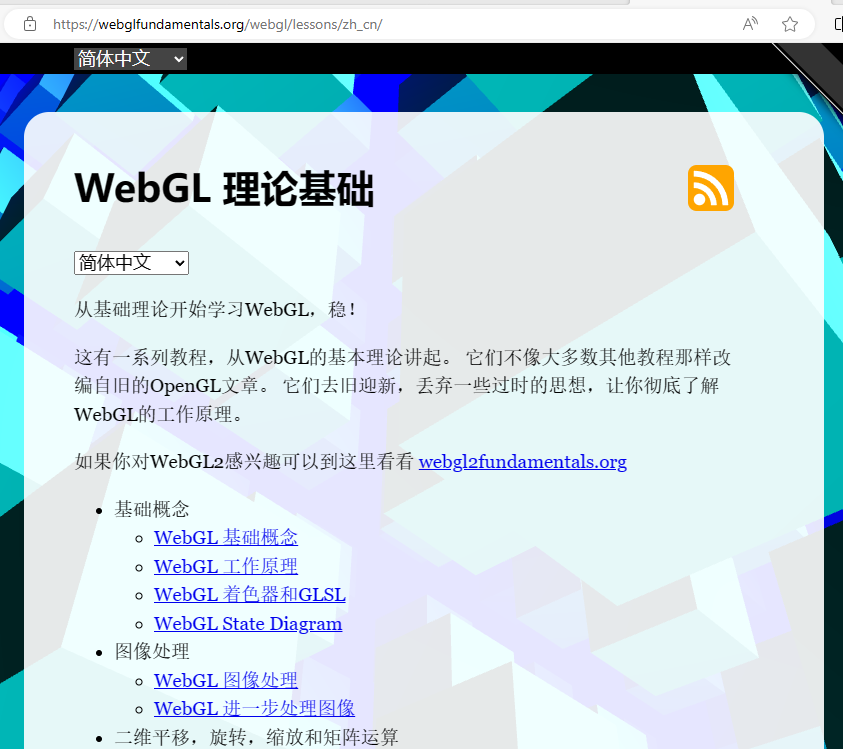 https://webglfundamentals.org/webgl/lessons/zh_cn/
简体中文
WebGL 理论基础
简体中文
从基础理论开始学习WebGL，稳！
这有一系列教程，从WebGL的基本理论讲起。 它们不像大多数其他教程那样改
编自旧的OpenGL文章。 它们去旧迎新，丢弃一些过时的思想，让你彻底了解
WebGL的工作原理。
如果你对WebGL2感兴趣可以到这里看看 webgl2fundamentals.org
基础概念
WebGL 基础概念
WebGL 工作原理
WebGL 着色器和GLSL
WebGL State Diagram
图像处理
WebGL 图像处理
WebGL 进一步处理图像
二维平移，旋转，缩放和矩阵运算